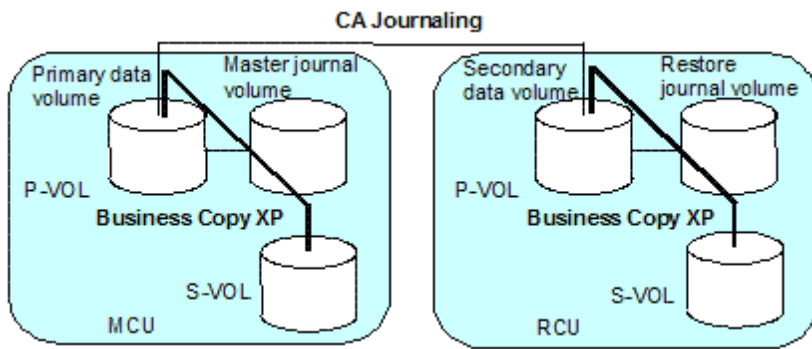 CA Journaling
Primary data
volume
Master journal
volume
P-VOL
Business Copy XP
S-VOL
MCU
Secondary
data volume
Restore
journal volume
P-VOL
Business Copy XP
S-VOL
RCU